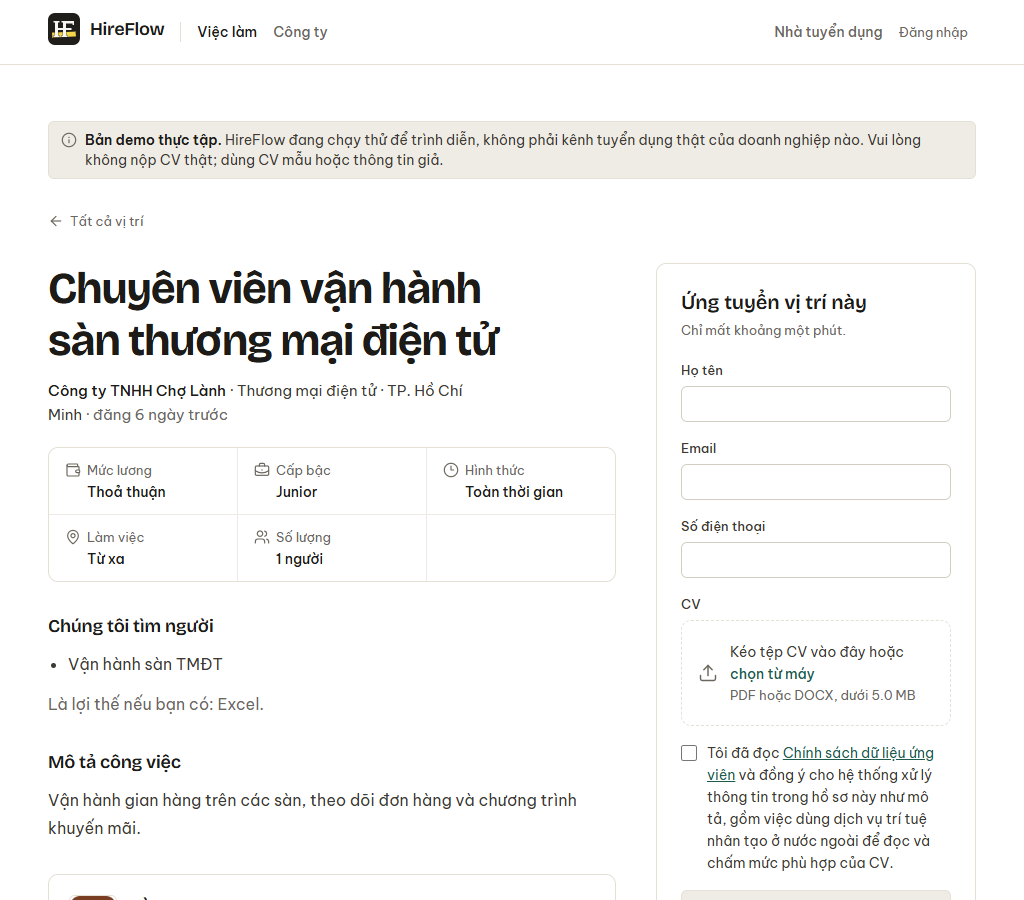 HF HireFlow
Việc làm
Công ty
Nhà tuyển dụng
Đăng nhập
Bản demo thực tập. HireFlow đang chạy thử để trình diễn, không phải kênh tuyển dụng thật của doanh nghiệp nào. Vui lòng
không nộp CV thật; dùng CV mẫu hoặc thông tin giả.
Tất cả vị trí
Chuyên viên vận hành
sàn thương mại điện tử
Công ty TNHH Chợ Lành · Thương mại điện tử · TP. Hồ Chí
Minh · đăng 6 ngày trước
Mức lương
Thoả thuận
Cấp bậc
Junior
Hình thức
Toàn thời gian
Làm việc
Từ xa
Số lượng
1 người
Chúng tôi tìm người
• Vận hành sàn TMĐT
Là lợi thế nếu bạn có: Excel.
Mô tả công việc
Vận hành gian hàng trên các sàn, theo dõi đơn hàng và chương trình
khuyến mãi.
Ứng tuyển vị trí này
Chỉ mất khoảng một phút.
Họ tên
Email
Số điện thoại
CV
Kéo tệp CV vào đây hoặc
chọn từ máy
PDF hoặc DOCX, dưới 5.0 MB
Tôi đã đọc Chính sách dữ liệu ứng
viên và đồng ý cho hệ thống xử lý
thông tin trong hồ sơ này như mô
tả, gồm việc dùng dịch vụ trí tuệ
nhân tạo ở nước ngoài để đọc và
chấm mức phù hợp của CV.